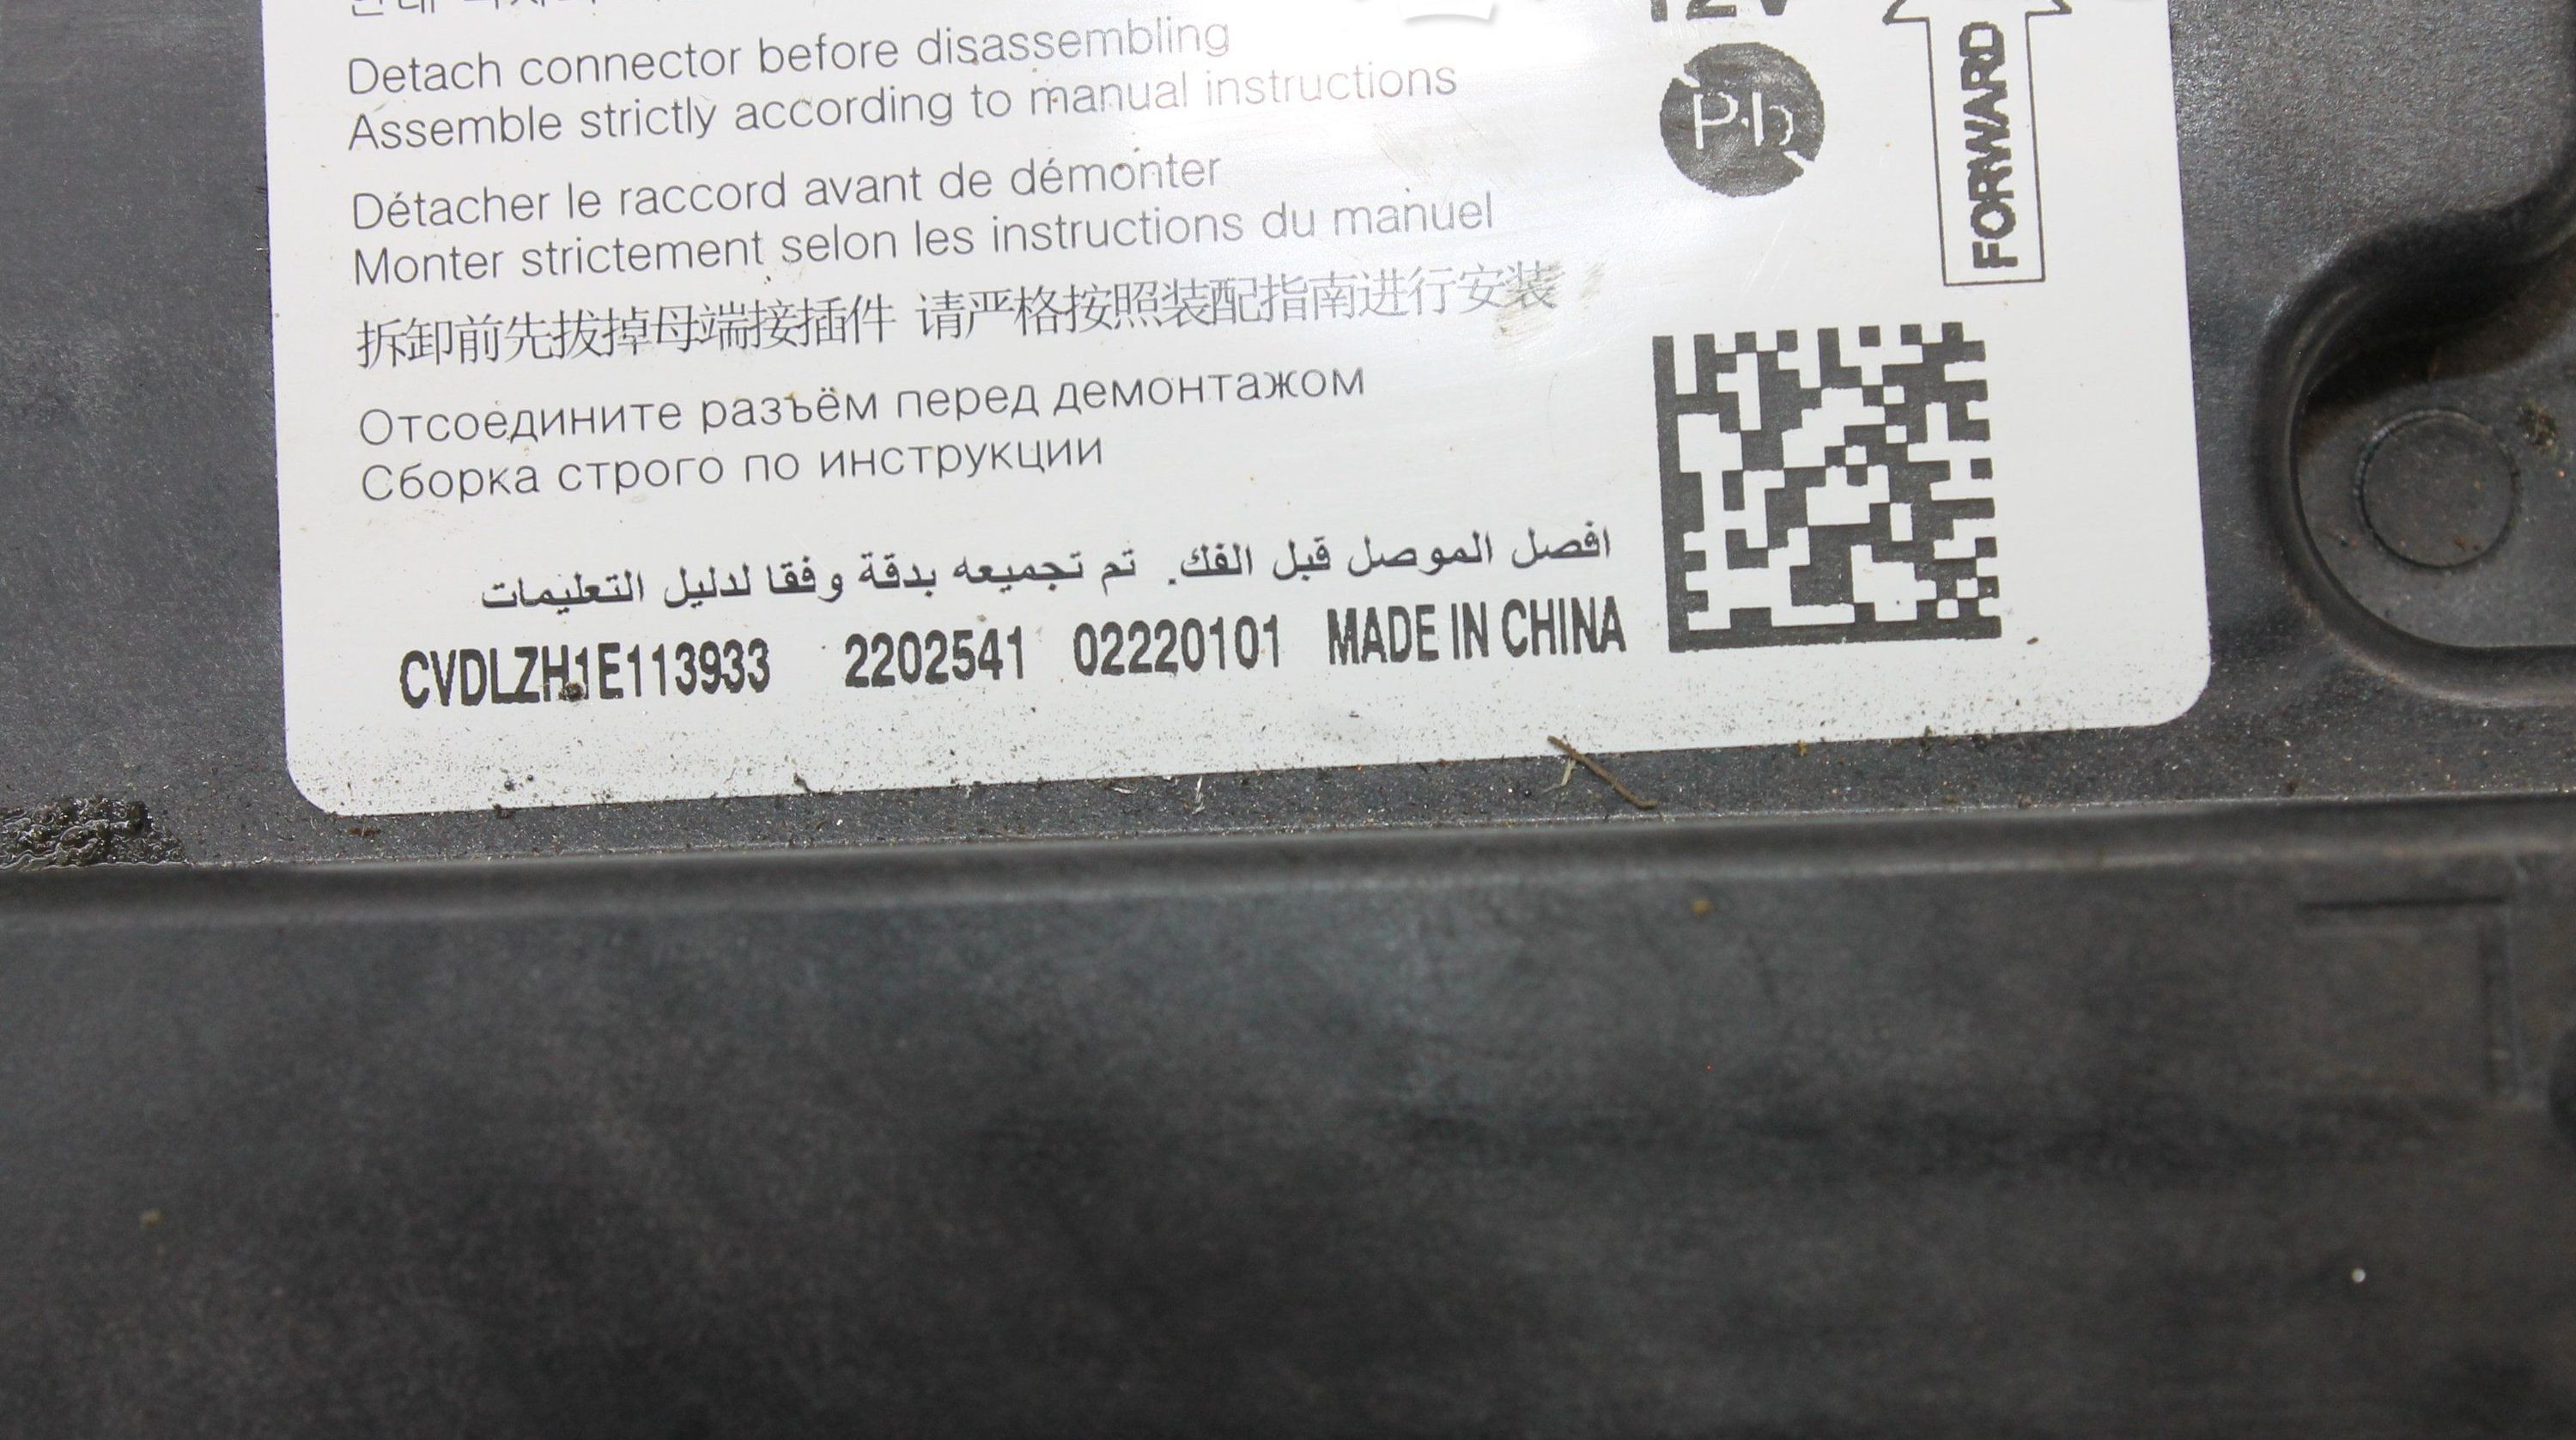 12V
Detach connector before disassembling
Assemble strictly according to manual instructions
Pb
FORWARD
Détacher le raccord avant de démonter
Monter strictement selon les instructions du manuel
拆卸前先拔掉母端接插件 请严格按照装配指南进行安装
Отсоедините разъём перед демонтажом
Сборка строго по инструкции
افصل الموصل قبل الفك. تم تجميعه بدقة وفقا لدليل التعليمات
CVDLZH1E113933 2202541 02220101 MADE IN CHINA